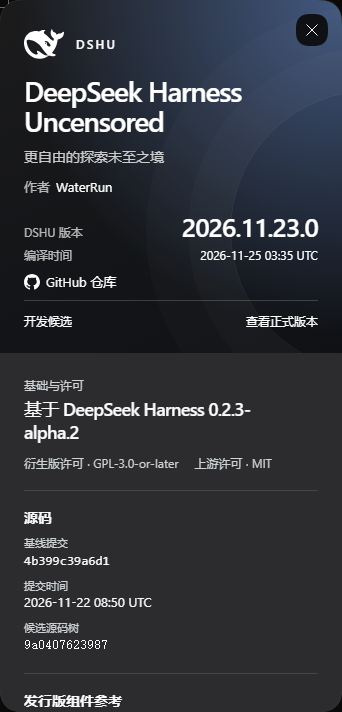 DSHU
DeepSeek Harness
Uncensored
更自由的探索未至之境
作者 WaterRun
DSHU 版本 2026.11.23.0
编译时间 2026-11-25 03:35 UTC
GitHub 仓库
开发候选 查看正式版本
基础与许可
基于 DeepSeek Harness 0.2.3-
alpha.2
衍生版许可 · GPL-3.0-or-later 上游许可 · MIT
源码
基线提交
4b399c39a6d1
提交时间
2026-11-22 08:50 UTC
候选源码树
9a0407623987
发行版组件参考